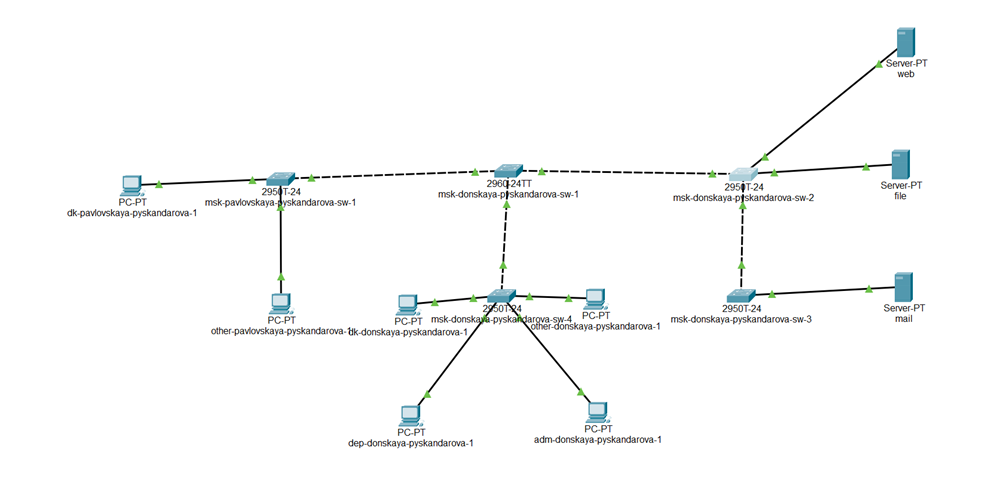 Server-PT
web
2960-24TT
msk-donskaya-pyskandarova-sw-1
2950T-24
msk-pavlovskaya-pyskandarova-sw-1
2950T-24
msk-donskaya-pyskandarova-sw-2
Server-PT
file
PC-PT
dk-pavlovskaya-pyskandarova-1
PC-PT
other-pavlovskaya-pyskandarova-1
PC-PT
dk-donskaya-pyskandarova-1
2950T-24
msk-donskaya-pyskandarova-sw-4
PC-PT
other-donskaya-pyskandarova-1
2950T-24
msk-donskaya-pyskandarova-sw-3
Server-PT
mail
PC-PT
dep-donskaya-pyskandarova-1
PC-PT
adm-donskaya-pyskandarova-1